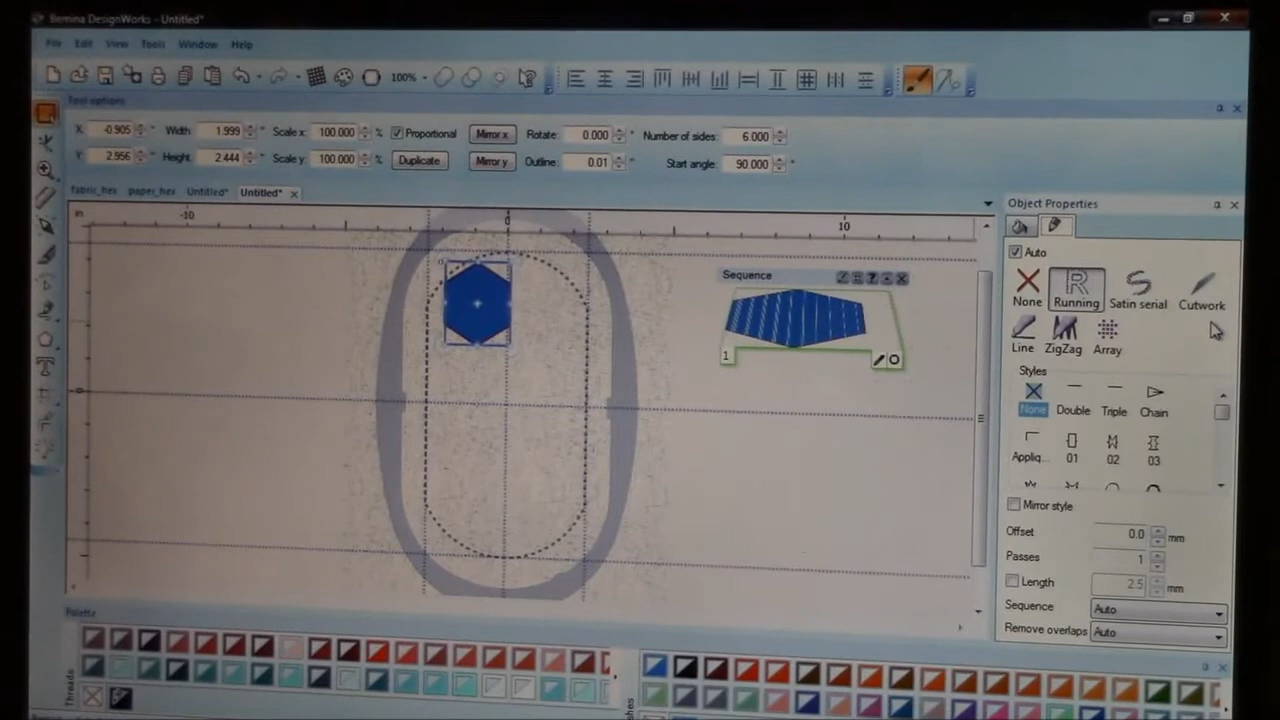 Bernina DesignWorks - Untitled*
File Edit View Tools Window Help
100%
Tool options
X: -0.905 " Width: 1.999 " Scale x: 100.000 % Proportional Mirror x Rotate: 0.000 ° Number of sides: 6.000
Y: 2.956 " Height: 2.444 " Scale y: 100.000 % Duplicate Mirror y Outline: 0.01 " Start angle: 90.000 °
fabric_hex paper_hex Untitled* Untitled*
in -10 0 10
0
Sequence
1
Object Properties
Auto
None Running Satin serial Cutwork
Line ZigZag Array
Styles
None Double Triple Chain
Appliq... 01 02 03
Mirror style
Offset 0.0 mm
Passes 1
Length 2.5 mm
Sequence Auto
Remove overlaps Auto
Palette
Threads